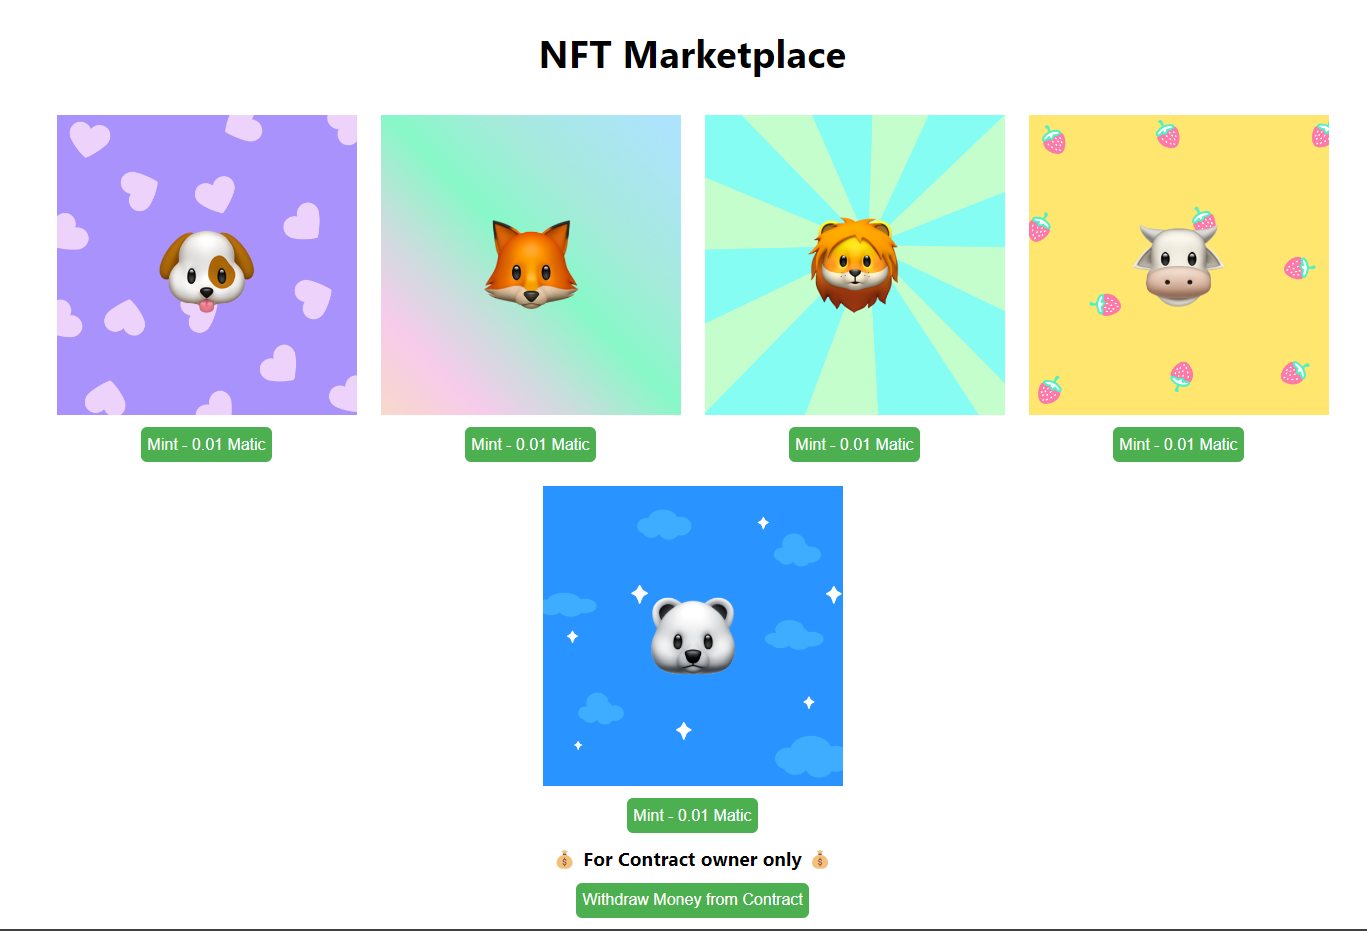 NFT Marketplace
Mint - 0.01 Matic
Mint - 0.01 Matic
Mint - 0.01 Matic
Mint - 0.01 Matic
Mint - 0.01 Matic
💰 For Contract owner only 💰
Withdraw Money from Contract